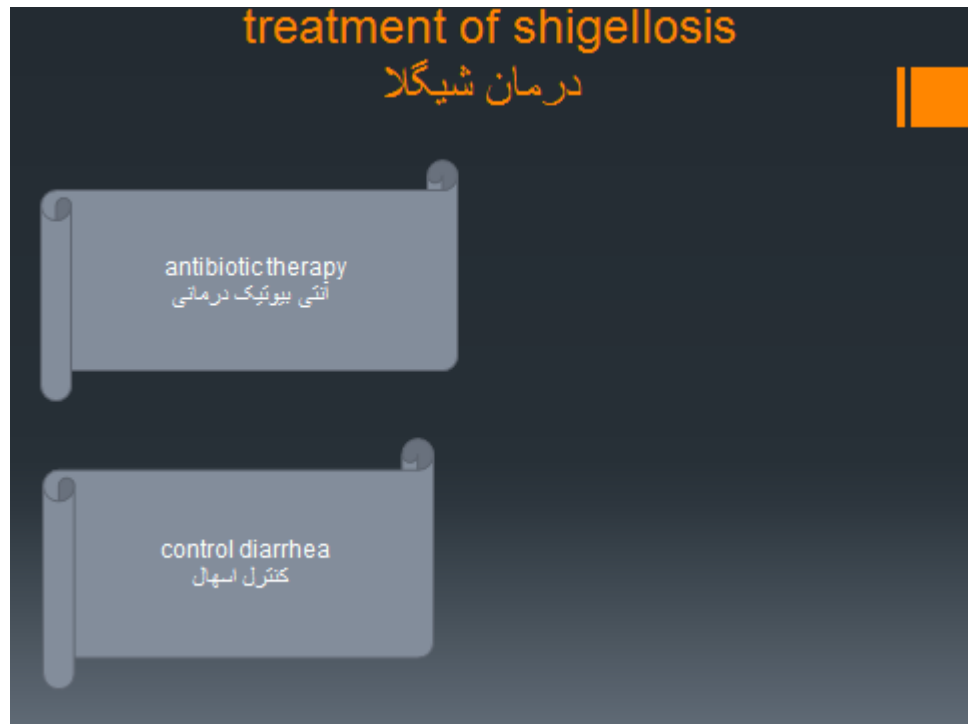 treatment of shigellosis
درمان شیگلا
antibiotic therapy
آنتی بیوتیک درمانی
control diarrhea
کنترل اسهال